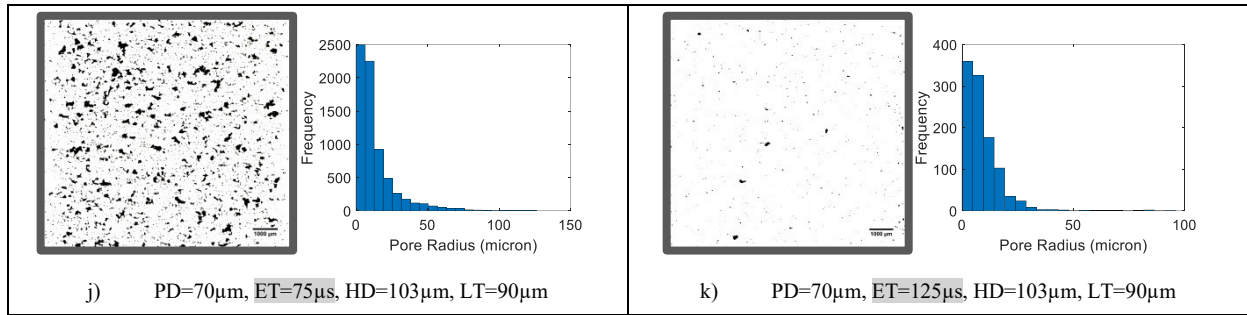 2500
2000
1500
1000
500
0
Frequency
0 50 100 150
Pore Radius (micron)
1000 µm
j) PD=70µm, ET=75µs, HD=103µm, LT=90µm
400
300
200
100
0
Frequency
0 50 100
Pore Radius (micron)
1000 µm
k) PD=70µm, ET=125µs, HD=103µm, LT=90µm